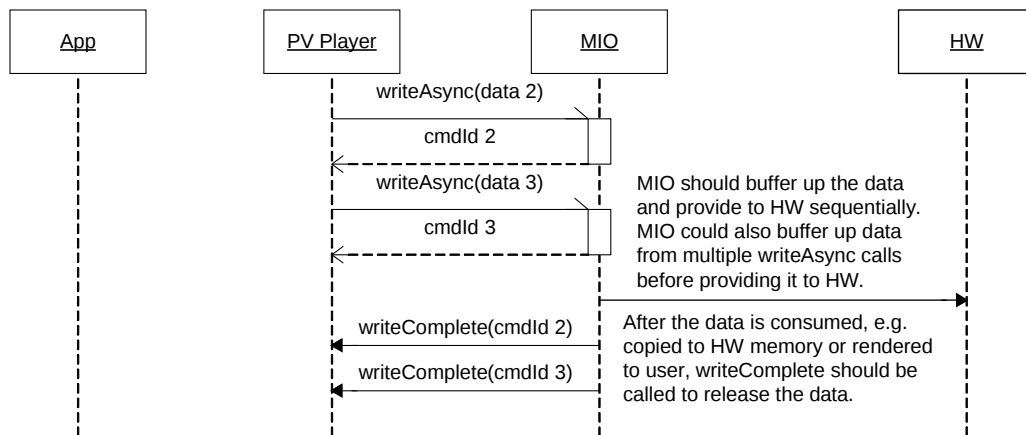 App
PV Player
MIO
HW
writeAsync(data 2)
cmdId 2
writeAsync(data 3)
cmdId 3
MIO should buffer up the data
and provide to HW sequentially.
MIO could also buffer up data
from multiple writeAsync calls
before providing it to HW.
writeComplete(cmdId 2)
writeComplete(cmdId 3)
After the data is consumed, e.g.
copied to HW memory or rendered
to user, writeComplete should be
called to release the data.